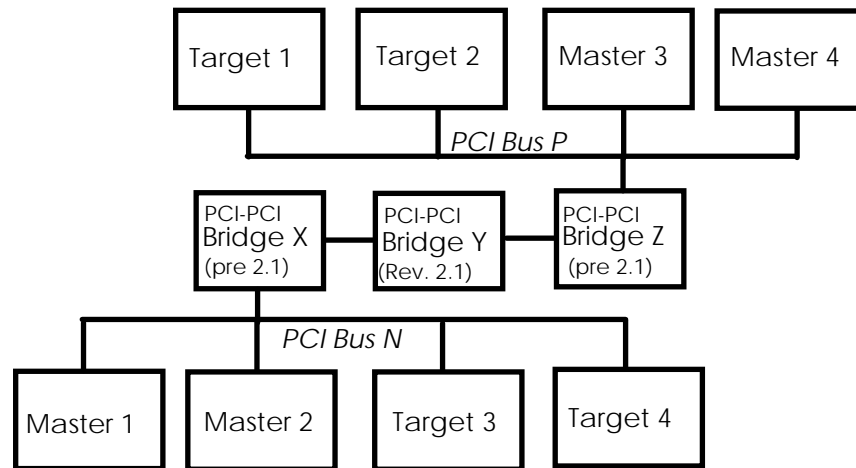 Target 1
Target 2
Master 3
Master 4
PCI Bus P
PCI-PCI
Bridge X
(pre 2.1)
PCI-PCI
Bridge Y
(Rev. 2.1)
PCI-PCI
Bridge Z
(pre 2.1)
PCI Bus N
Master 1
Master 2
Target 3
Target 4